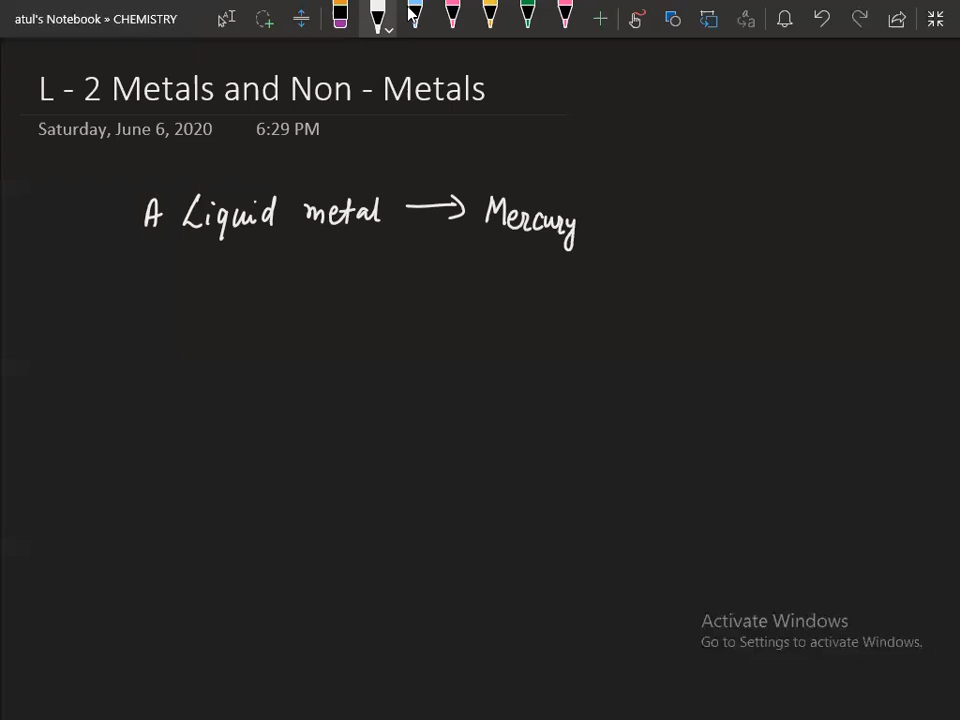 atul's Notebook » CHEMISTRY
L - 2 Metals and Non - Metals
Saturday, June 6, 2020 6:29 PM
A Liquid metal → Mercury
Activate Windows
Go to Settings to activate Windows.